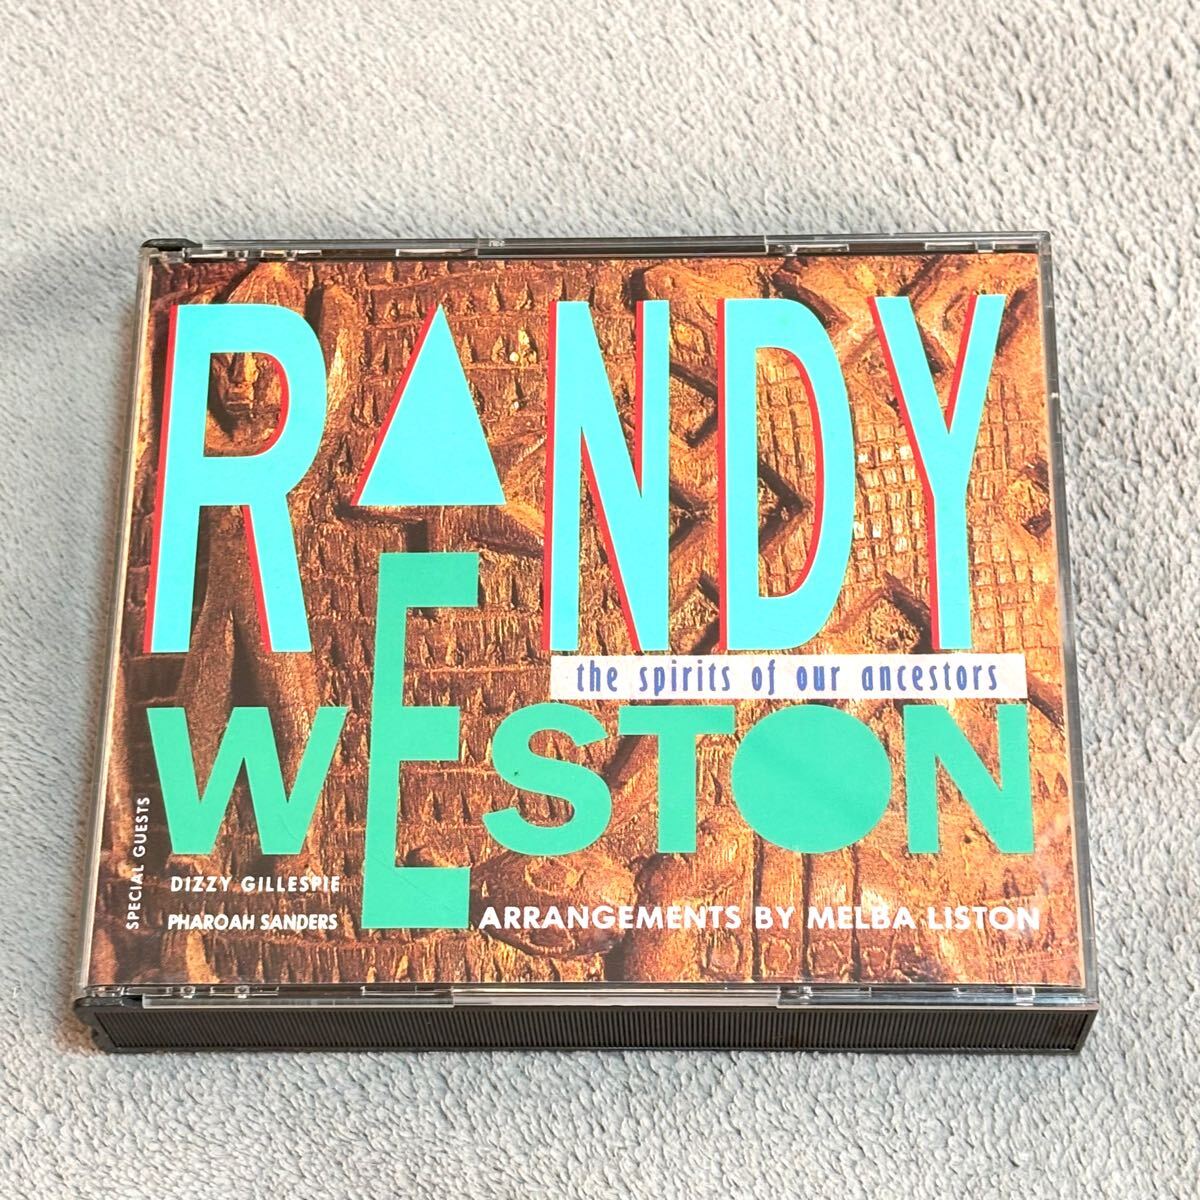 RANDY
the spirits of our ancestors
WESTON
SPECIAL GUESTS
DIZZY GILLESPIE
PHAROAH SANDERS
ARRANGEMENTS BY MELBA LISTON